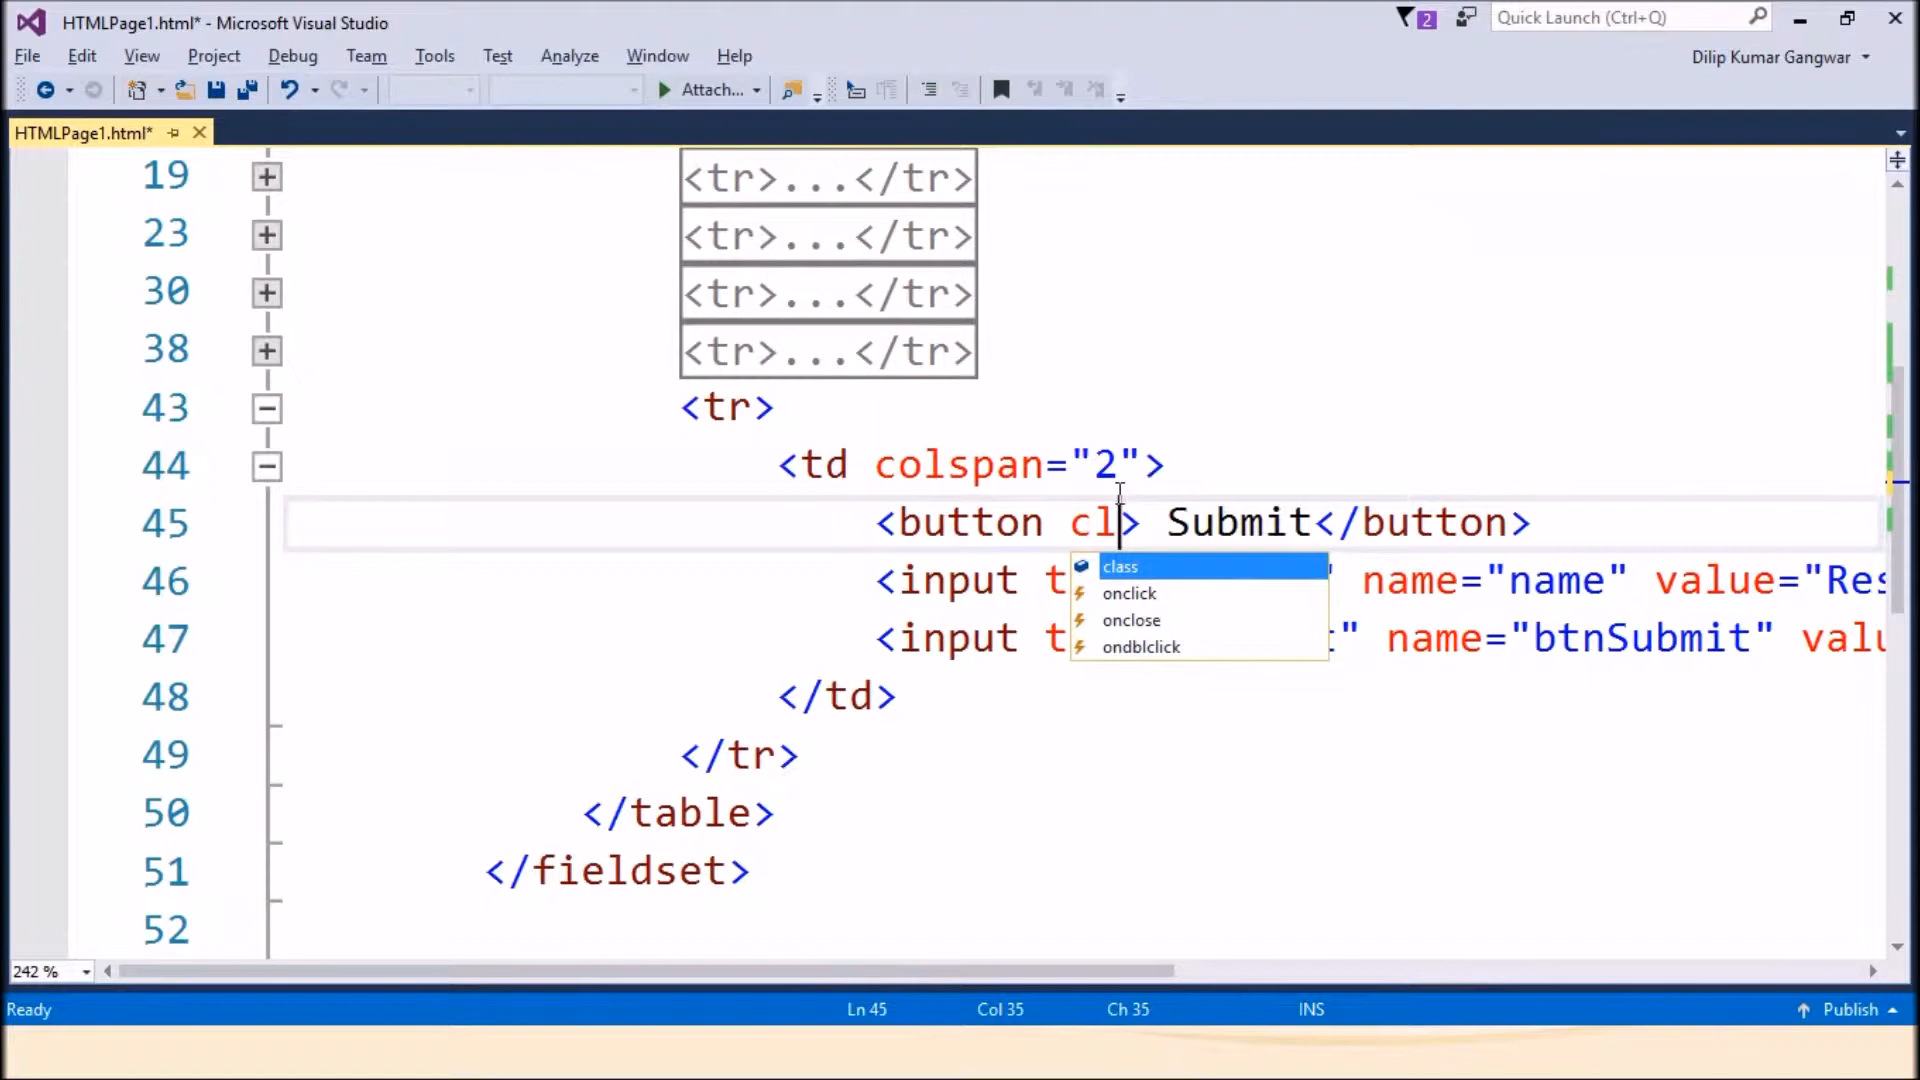 HTMLPage1.html* - Microsoft Visual Studio
2
Quick Launch (Ctrl+Q)
File Edit View Project Debug Team Tools Test Analyze Window Help
Dilip Kumar Gangwar
Attach...
HTMLPage1.html*
19 <tr>...</tr>
23 <tr>...</tr>
30 <tr>...</tr>
38 <tr>...</tr>
43 <tr>
44 <td colspan="2">
45 <button cl> Submit</button>
class
onclick
onclose
ondblclick
46 <input t " name="name" value="Res
47 <input t t" name="btnSubmit" valu
48 </td>
49 </tr>
50 </table>
51 </fieldset>
52
242 %
Ready Ln 45 Col 35 Ch 35 INS Publish